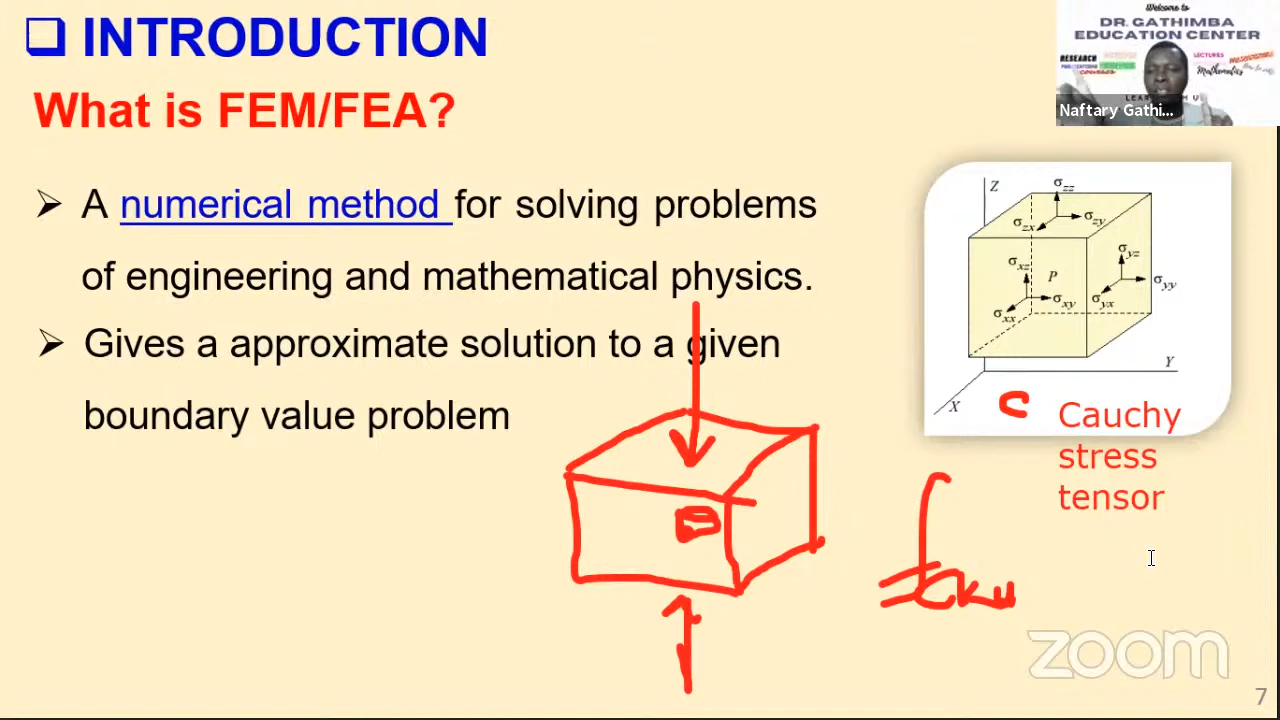 ❑ INTRODUCTION
What is FEM/FEA?
➢ A numerical method for solving problems
of engineering and mathematical physics.
➢ Gives a approximate solution to a given
boundary value problem
Welcome to
DR. GATHIMBA
EDUCATION CENTER
RESEARCH
LECTURES
Mathematics
Naftary Gathi...
Z
σzz
σzx
σzy
σyz
σxz
P
σyy
σxy
σyx
σxx
Y
X
Cauchy
stress
tensor
zoom
7